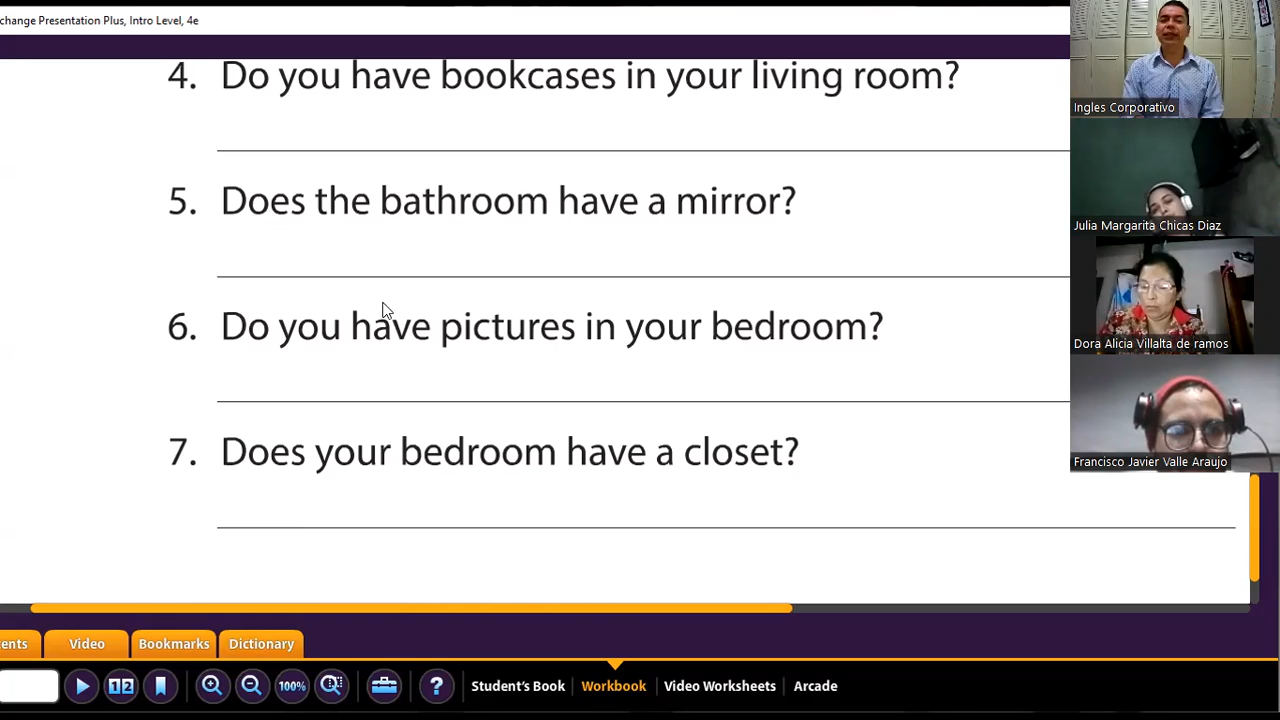 change Presentation Plus, Intro Level, 4e
4. Do you have bookcases in your living room?
5. Does the bathroom have a mirror?
6. Do you have pictures in your bedroom?
7. Does your bedroom have a closet?
Ingles Corporativo
Julia Margarita Chicas Diaz
Dora Alicia Villalta de ramos
Francisco Javier Valle Araujo
ents Video Bookmarks Dictionary
12 100% ? Student's Book Workbook Video Worksheets Arcade